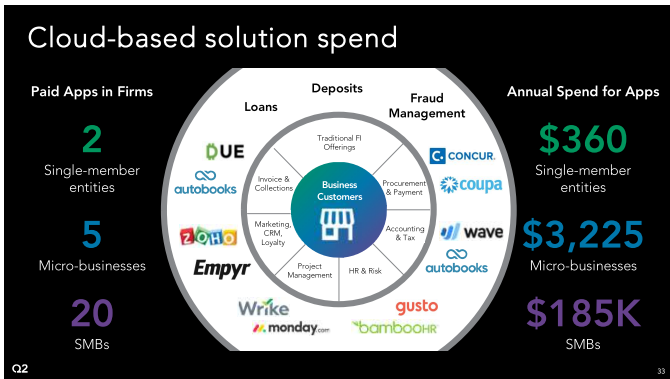 Cloud-based solution spend
Paid Apps in Firms
2
Single-member
entities
5
Micro-businesses
20
SMBs
Deposits
Loans
Fraud
Management
Traditional FI
Offerings
Invoice &
Collections
Procurement
& Payment
Marketing,
CRM,
Loyalty
Accounting
& Tax
Project
Management
HR & Risk
Business
Customers
DUE
autobooks
ZOHO
Empyr
Wrike
monday.com
C. CONCUR.
coupa
wave
autobooks
gusto
bambooHR
Annual Spend for Apps
$360
Single-member
entities
$3,225
Micro-businesses
$185K
SMBs
Q2
33